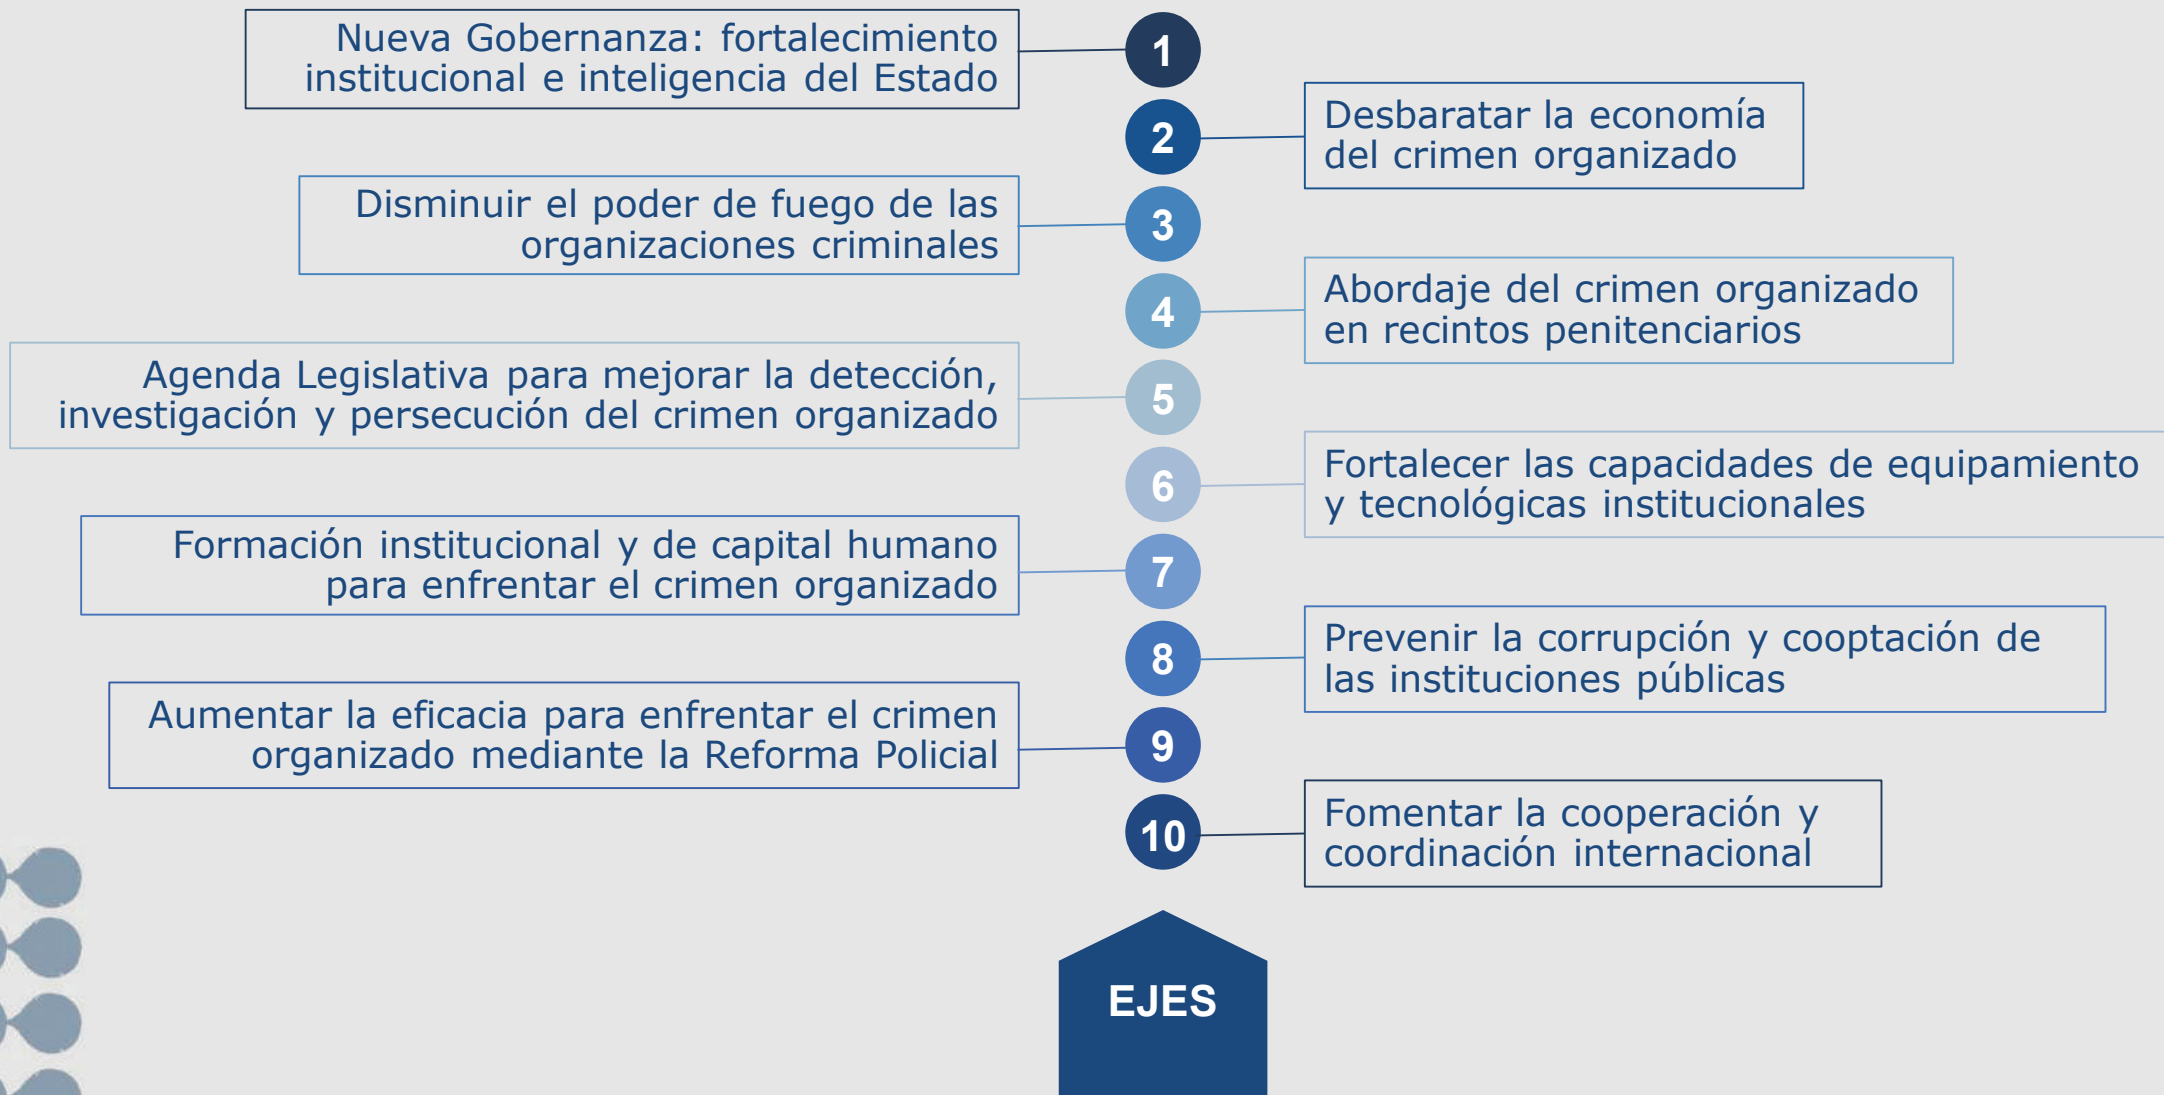 Nueva Gobernanza: fortalecimiento
institucional e inteligencia del Estado
1
2
Desbaratar la economía
del crimen organizado
Disminuir el poder de fuego de las
organizaciones criminales
3
4
Abordaje del crimen organizado
en recintos penitenciarios
Agenda Legislativa para mejorar la detección,
investigación y persecución del crimen organizado
5
6
Fortalecer las capacidades de equipamiento
y tecnológicas institucionales
Formación institucional y de capital humano
para enfrentar el crimen organizado
7
8
Prevenir la corrupción y cooptación de
las instituciones públicas
Aumentar la eficacia para enfrentar el crimen
organizado mediante la Reforma Policial
9
10
Fomentar la cooperación y
coordinación internacional
EJES